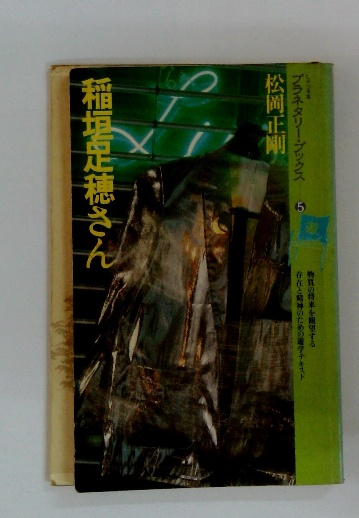 プラネタリー・ブックス
5
物質の将来を観望する
存在と精神のための遊学テキスト
松岡正剛
稲垣足穂さん